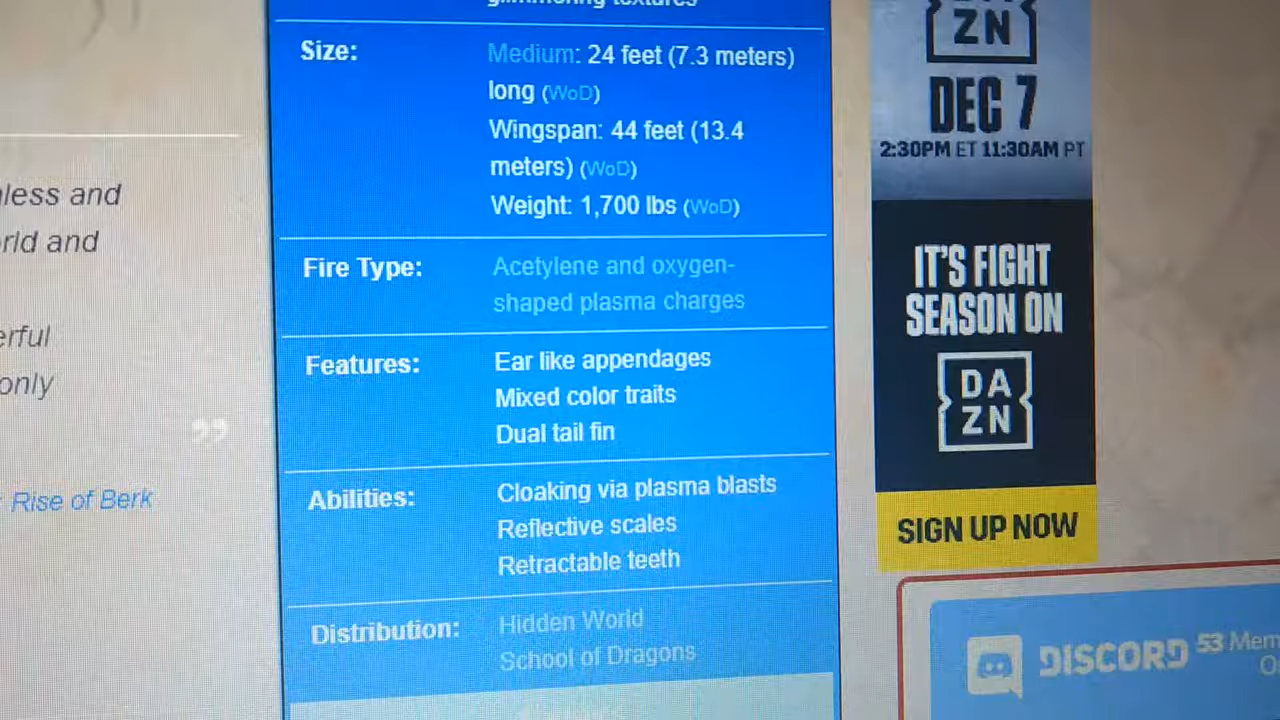 glimmering textures
Size:
Medium: 24 feet (7.3 meters)
long (WoD)
Wingspan: 44 feet (13.4
meters) (WoD)
Weight: 1,700 lbs (WoD)
Fire Type:
Acetylene and oxygen-
shaped plasma charges
Features:
Ear like appendages
Mixed color traits
Dual tail fin
Abilities:
Cloaking via plasma blasts
Reflective scales
Retractable teeth
Distribution:
Hidden World
School of Dragons
and
and
only
”
Rise of Berk
DA
ZN
DEC 7
2:30PM ET 11:30AM PT
IT'S FIGHT
SEASON ON
DA
ZN
SIGN UP NOW
DISCORD 53